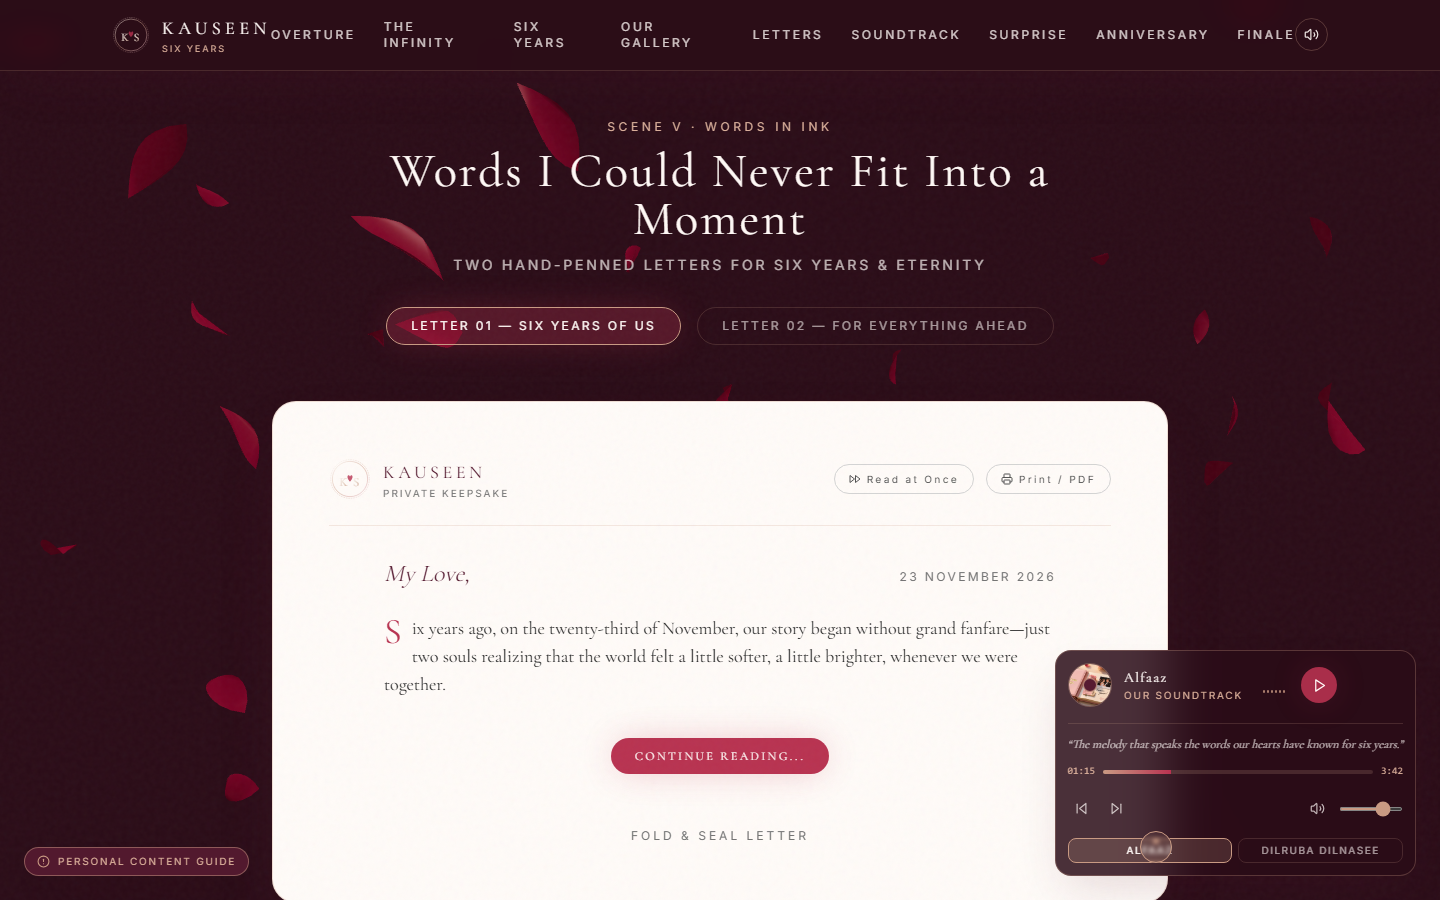 K S
KAUSEEN
SIX YEARS
OVERTURE
THE INFINITY
SIX YEARS
OUR GALLERY
LETTERS
SOUNDTRACK
SURPRISE
ANNIVERSARY
FINALE
SCENE V · WORDS IN INK
Words I Could Never Fit Into a
Moment
TWO HAND-PENNED LETTERS FOR SIX YEARS & ETERNITY
LETTER 01 — SIX YEARS OF US
LETTER 02 — FOR EVERYTHING AHEAD
K S
KAUSEEN
PRIVATE KEEPSAKE
Read at Once
Print / PDF
My Love,
23 NOVEMBER 2026
Six years ago, on the twenty-third of November, our story began without grand fanfare—just
two souls realizing that the world felt a little softer, a little brighter, whenever we were
together.
CONTINUE READING...
FOLD & SEAL LETTER
Alfaaz
OUR SOUNDTRACK
“The melody that speaks the words our hearts have known for six years.”
01:15
3:42
DILRUBA DILNASEE
PERSONAL CONTENT GUIDE